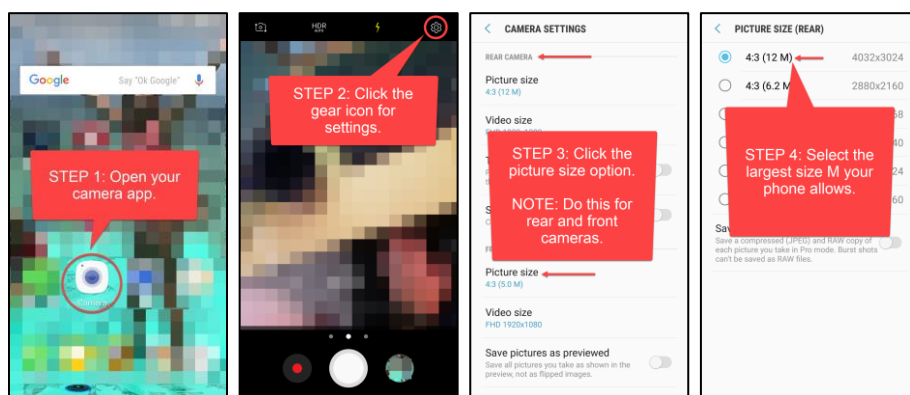 Google
Say "Ok Google"
STEP 1: Open your
camera app.
Camera
HDR
AUTO
STEP 2: Click the
gear icon for
settings.
CAMERA SETTINGS
REAR CAMERA
Picture size
4:3 (12 M)
Video size
STEP 3: Click the
picture size option.
NOTE: Do this for
rear and front
cameras.
Picture size
4:3 (5.0 M)
Video size
FHD 1920x1080
Save pictures as previewed
Save all pictures you take as shown in the
preview, not as flipped images.
PICTURE SIZE (REAR)
4:3 (12 M) 4032x3024
4:3 (6.2 M 2880x2160
68
40
24
60
STEP 4: Select the
largest size M your
phone allows.
Save a compressed (JPEG) and RAW copy of
each picture you take in Pro mode. Burst shots
can't be saved as RAW files.